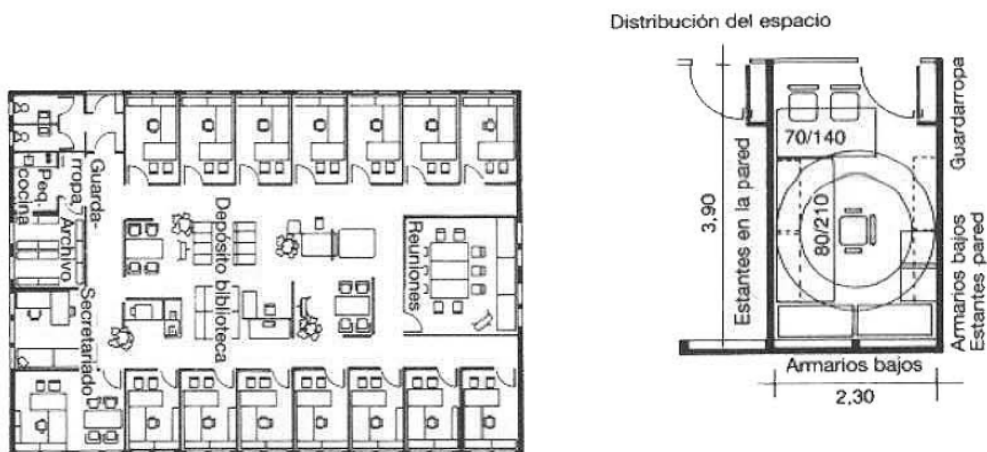 Distribución del espacio
Guarda-
rropa,
Peq.
cocina
Archivo
Secretariado
Depósito biblioteca
Reuniones
3,90
Estantes en la pared
70/140
80/210
Guardarropa
Armarios bajos
Estantes pared
Armarios bajos
2,30